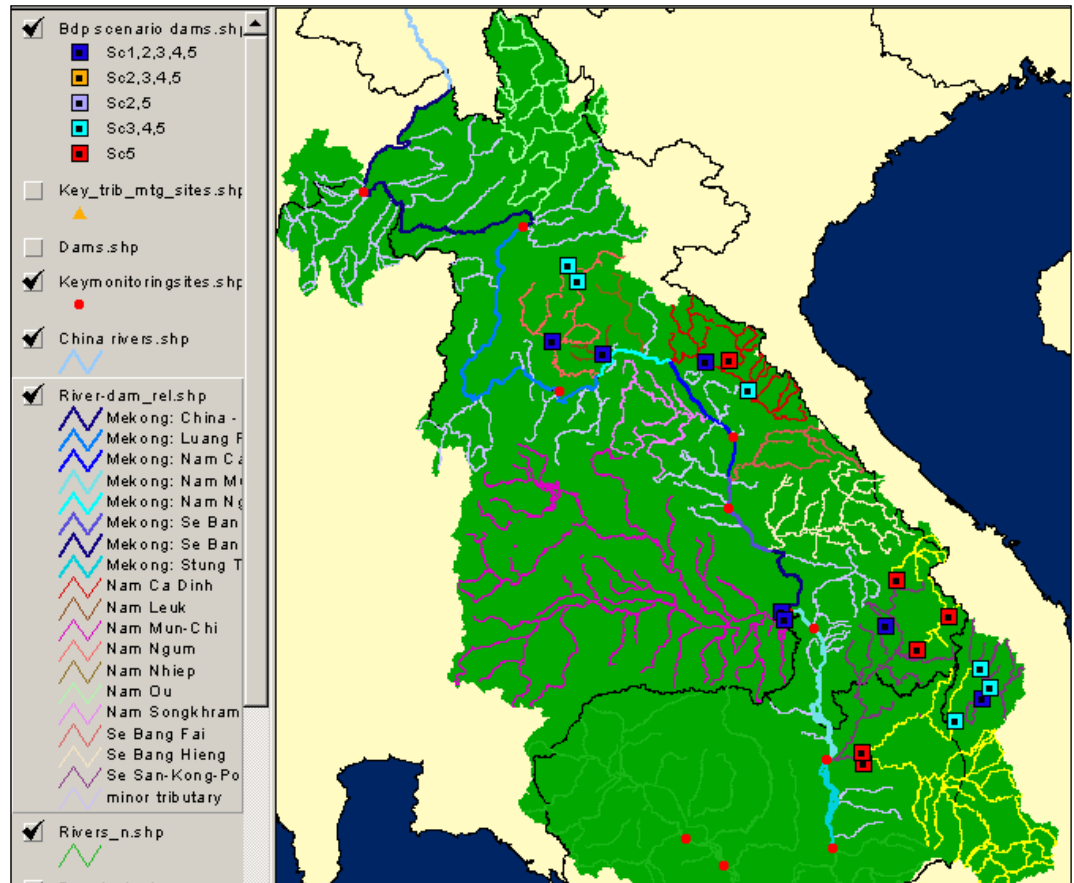 Bdp scenario dams.shp
Sc1,2,3,4,5
Sc2,3,4,5
Sc2,5
Sc3,4,5
Sc5
Key_trib_mtg_sites.shp
Dams.shp
Keymonitoringsites.shp
China rivers.shp
River-dam_rel.shp
Mekong: China -
Mekong: Luang P
Mekong: Nam Ca
Mekong: Nam Mu
Mekong: Nam Ng
Mekong: Se Ban
Mekong: Se Ban
Mekong: Stung T
Nam Ca Dinh
Nam Leuk
Nam Mun-Chi
Nam Ngum
Nam Nhiep
Nam Ou
Nam Songkhram
Se Bang Fai
Se Bang Hieng
Se San-Kong-Po
minor tributary
Rivers_n.shp